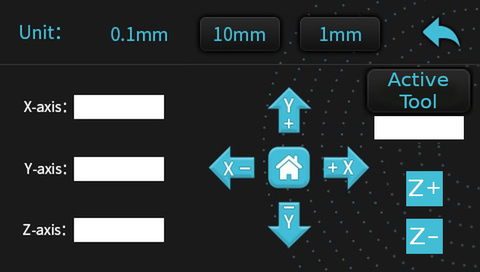 Unit: 0.1mm 10mm 1mm
Active
Tool
X-axis:
Y
+
X − + X
−
Y
Y-axis:
Z-axis:
Z+
Z−